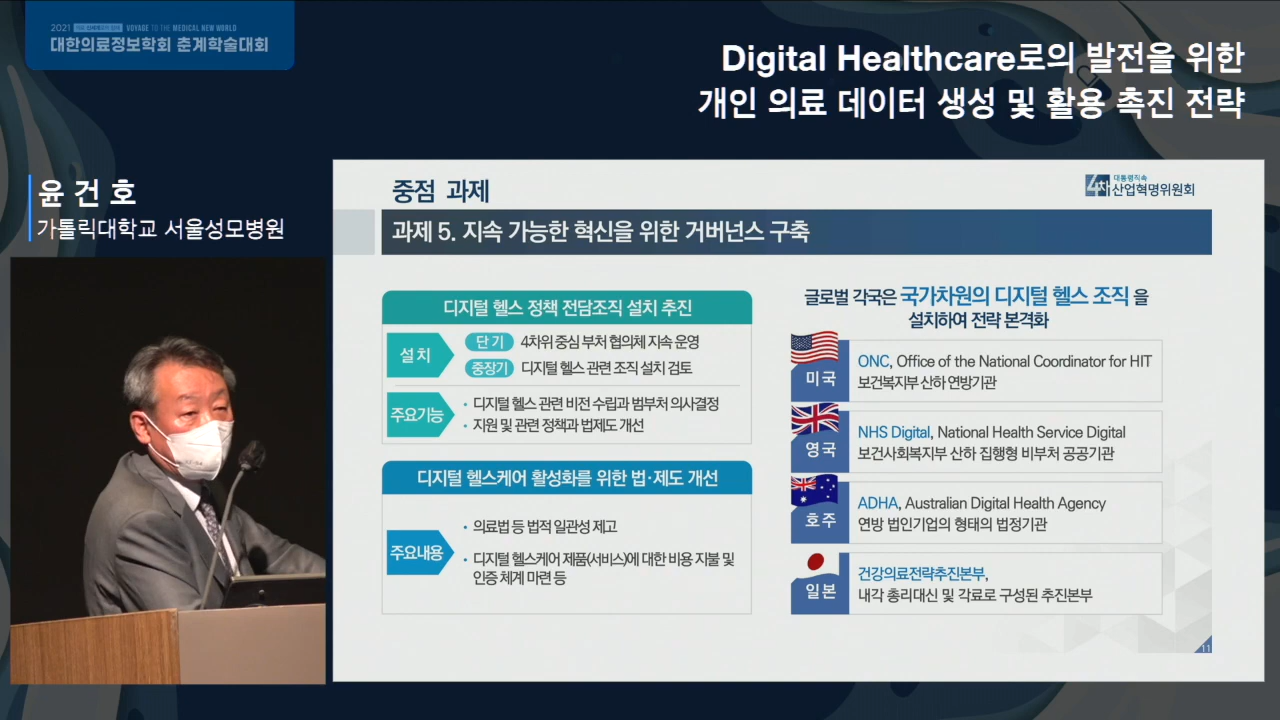 2021 VOYAGE TO THE MEDICAL NEW WORLD
대한의료정보학회 춘계학술대회
Digital Healthcare로의 발전을 위한
개인 의료 데이터 생성 및 활용 촉진 전략
윤 건 호
가톨릭대학교 서울성모병원
중점 과제
4차
대통령직속
산업혁명위원회
과제 5. 지속 가능한 혁신을 위한 거버넌스 구축
디지털 헬스 정책 전담조직 설치 추진
설치
단기 4차위 중심 부처 협의체 지속 운영
중장기 디지털 헬스 관련 조직 설치 검토
주요기능
• 디지털 헬스 관련 비전 수립과 범부처 의사결정
• 지원 및 관련 정책과 법제도 개선
디지털 헬스케어 활성화를 위한 법·제도 개선
주요내용
• 의료법 등 법적 일관성 제고
• 디지털 헬스케어 제품(서비스)에 대한 비용 지불 및
인증 체계 마련 등
글로벌 각국은 국가차원의 디지털 헬스 조직 을
설치하여 전략 본격화
미국
ONC, Office of the National Coordinator for HIT
보건복지부 산하 연방기관
영국
NHS Digital, National Health Service Digital
보건사회복지부 산하 집행형 비부처 공공기관
호주
ADHA, Australian Digital Health Agency
연방 법인기업의 형태의 법정기관
일본
건강의료전략추진본부,
내각 총리대신 및 각료로 구성된 추진본부
11